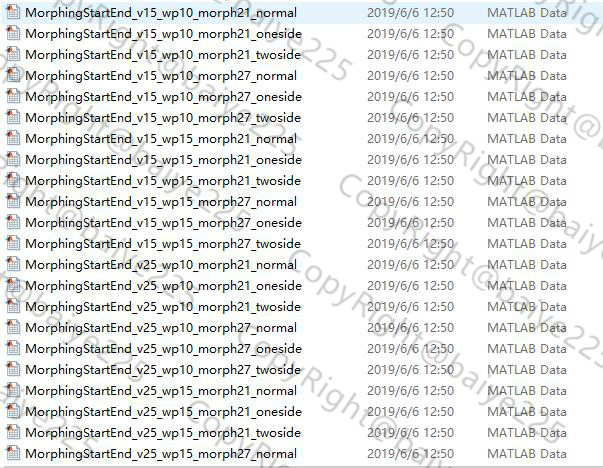 MorphingStartEnd_v15_wp10_morph21_normal 2019/6/6 12:50 MATLAB Data
MorphingStartEnd_v15_wp10_morph21_oneside 2019/6/6 12:50 MATLAB Data
MorphingStartEnd_v15_wp10_morph21_twoside 2019/6/6 12:50 MATLAB Data
MorphingStartEnd_v15_wp10_morph27_normal 2019/6/6 12:50 MATLAB Data
MorphingStartEnd_v15_wp10_morph27_oneside 2019/6/6 12:50 MATLAB Data
MorphingStartEnd_v15_wp10_morph27_twoside 2019/6/6 12:50 MATLAB Data
MorphingStartEnd_v15_wp15_morph21_normal 2019/6/6 12:50 MATLAB Data
MorphingStartEnd_v15_wp15_morph21_oneside 2019/6/6 12:50 MATLAB Data
MorphingStartEnd_v15_wp15_morph21_twoside 2019/6/6 12:50 MATLAB Data
MorphingStartEnd_v15_wp15_morph27_normal 2019/6/6 12:50 MATLAB Data
MorphingStartEnd_v15_wp15_morph27_oneside 2019/6/6 12:50 MATLAB Data
MorphingStartEnd_v15_wp15_morph27_twoside 2019/6/6 12:50 MATLAB Data
MorphingStartEnd_v25_wp10_morph21_normal 2019/6/6 12:50 MATLAB Data
MorphingStartEnd_v25_wp10_morph21_oneside 2019/6/6 12:50 MATLAB Data
MorphingStartEnd_v25_wp10_morph21_twoside 2019/6/6 12:50 MATLAB Data
MorphingStartEnd_v25_wp10_morph27_normal 2019/6/6 12:50 MATLAB Data
MorphingStartEnd_v25_wp10_morph27_oneside 2019/6/6 12:50 MATLAB Data
MorphingStartEnd_v25_wp10_morph27_twoside 2019/6/6 12:50 MATLAB Data
MorphingStartEnd_v25_wp15_morph21_normal 2019/6/6 12:50 MATLAB Data
MorphingStartEnd_v25_wp15_morph21_oneside 2019/6/6 12:50 MATLAB Data
MorphingStartEnd_v25_wp15_morph21_twoside 2019/6/6 12:50 MATLAB Data
MorphingStartEnd_v25_wp15_morph27_normal 2019/6/6 12:50 MATLAB Data
CopyRight@baiye225